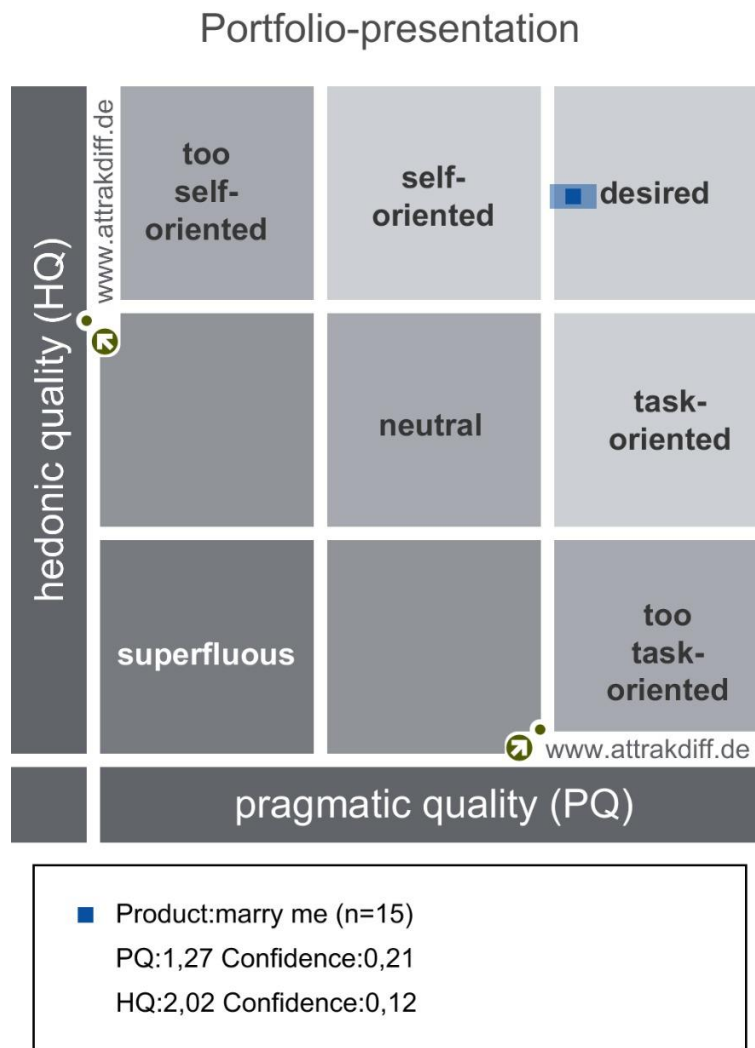 Portfolio-presentation
www.attrakdiff.de
hedonic quality (HQ)
too
self-
oriented
self-
oriented
desired
neutral
task-
oriented
superfluous
too
task-
oriented
www.attrakdiff.de
pragmatic quality (PQ)
Product:marry me (n=15)
PQ:1,27 Confidence:0,21
HQ:2,02 Confidence:0,12